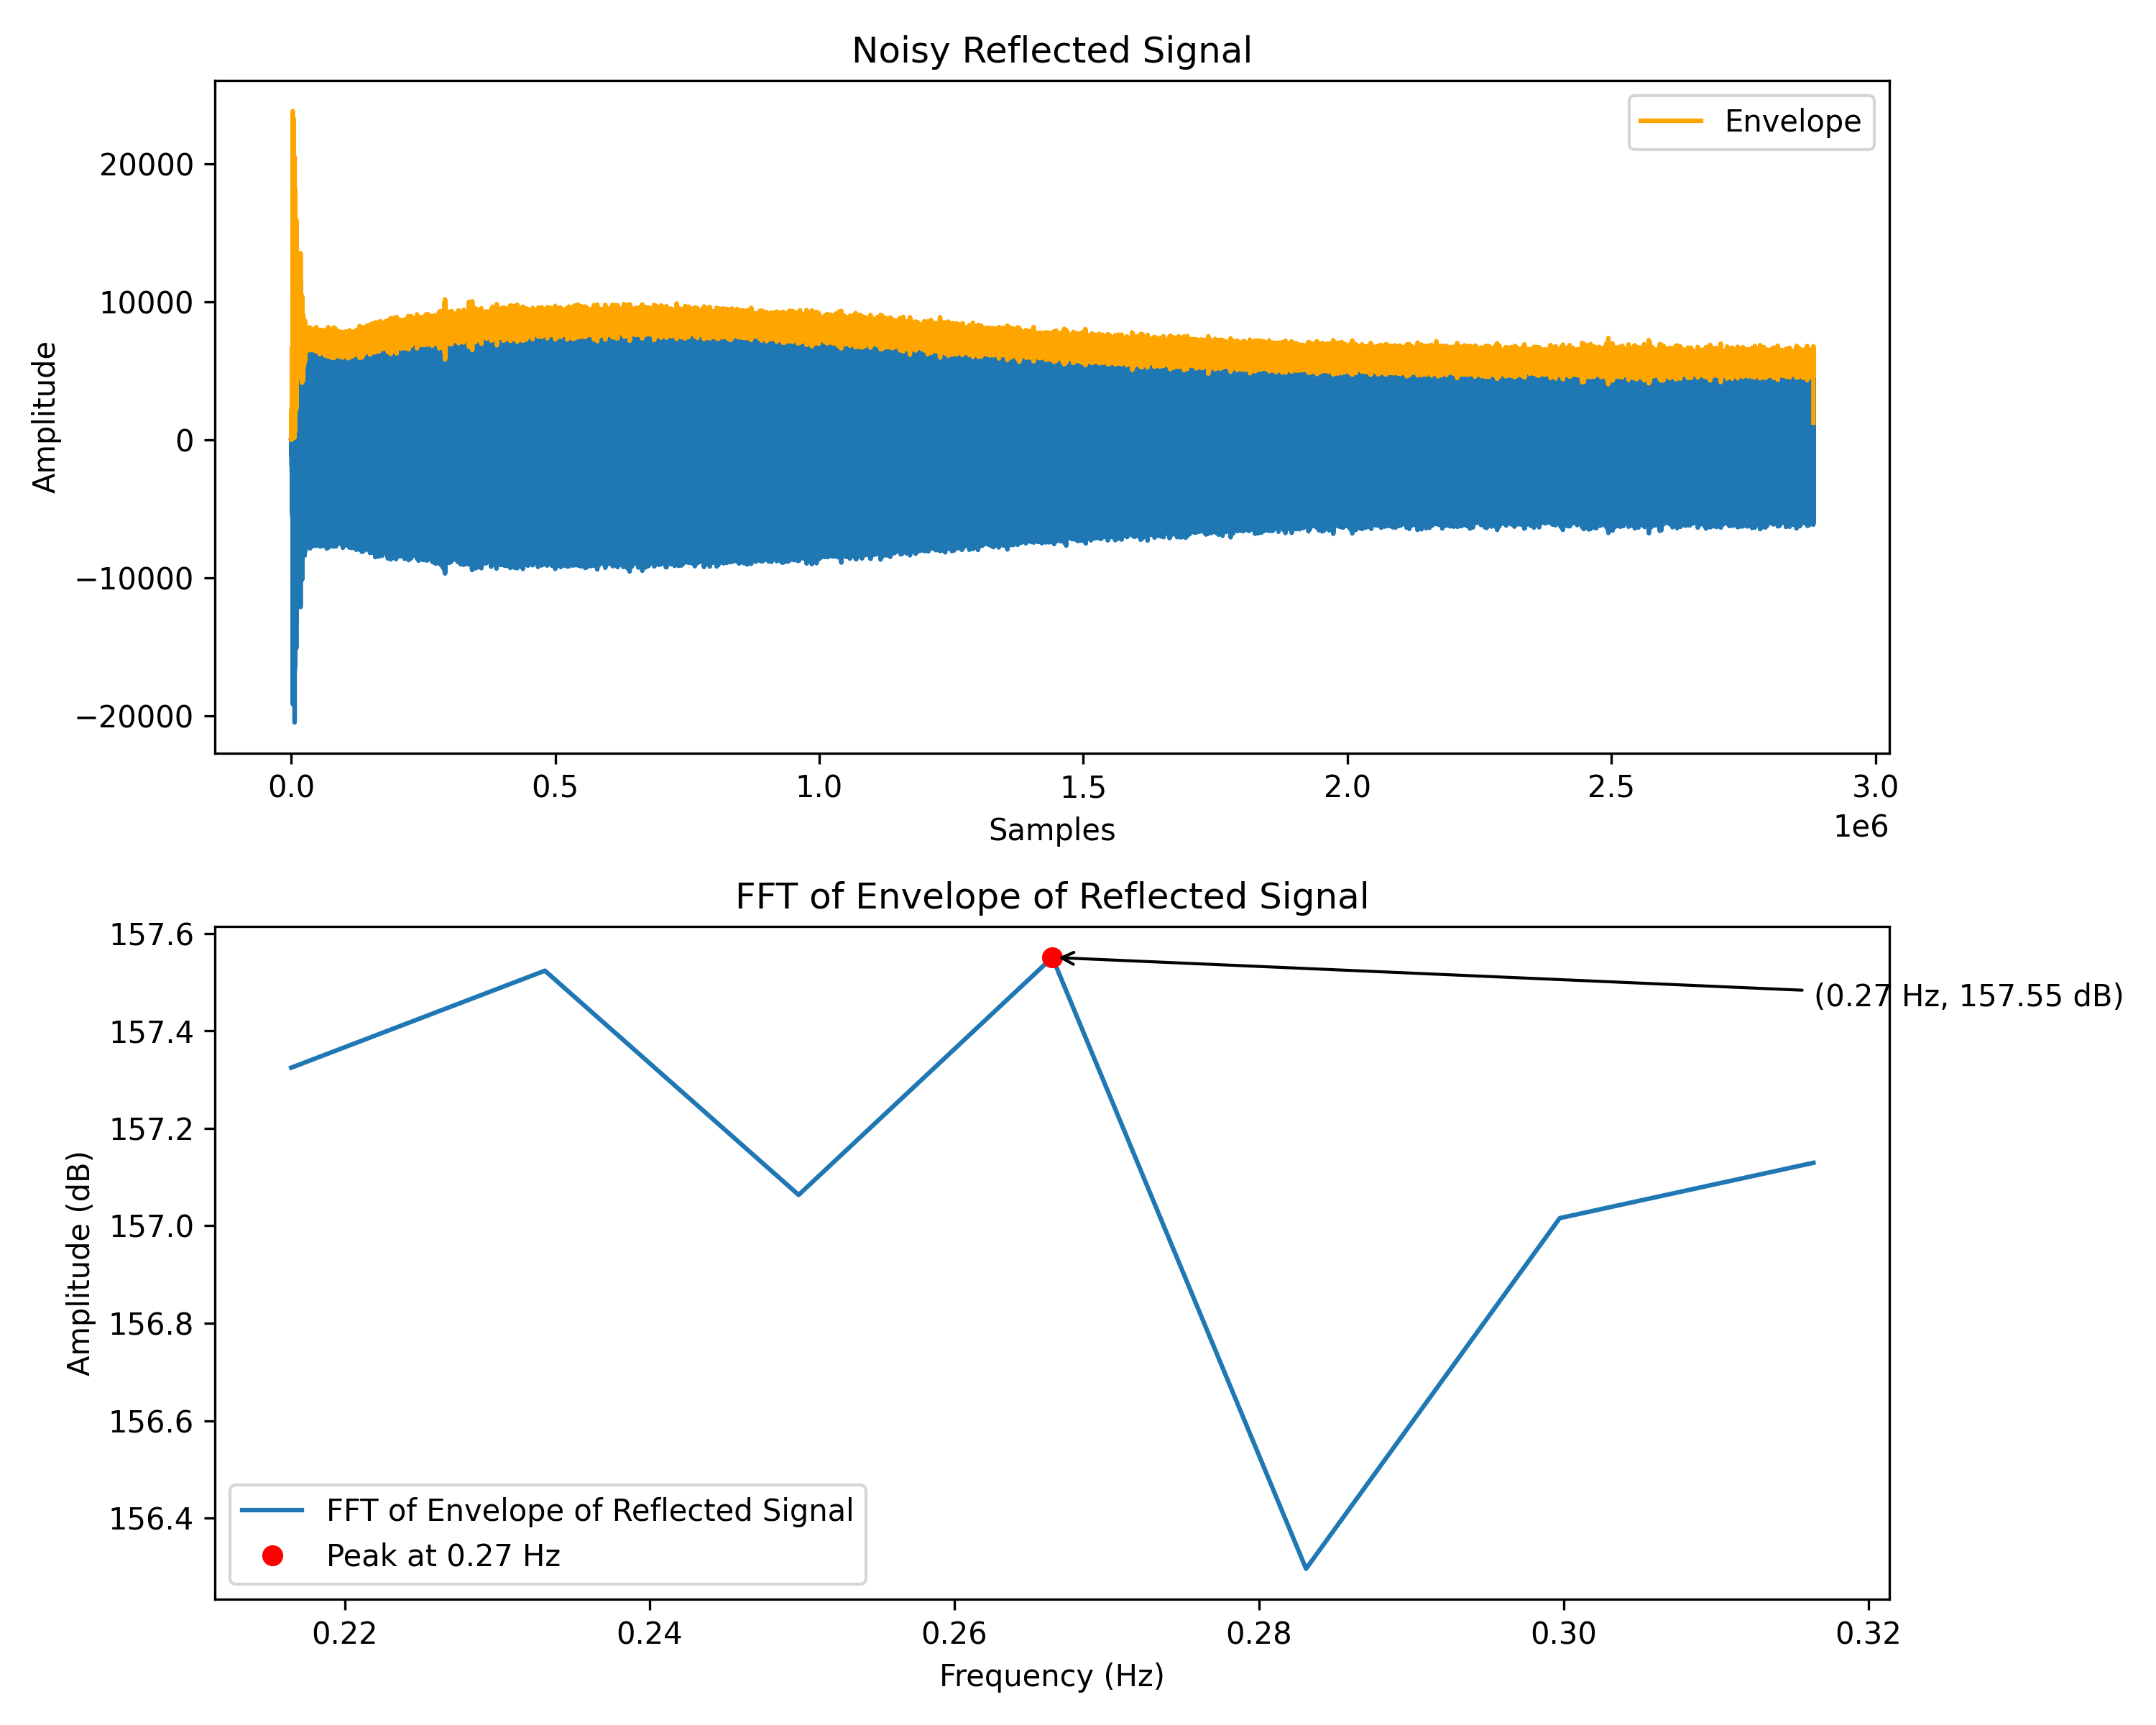 Noisy Reflected Signal
Envelope
20000
10000
0
−10000
−20000
Amplitude
0.0 0.5 1.0 1.5 2.0 2.5 3.0
1e6
Samples
FFT of Envelope of Reflected Signal
157.6
157.4
157.2
157.0
156.8
156.6
156.4
Amplitude (dB)
(0.27 Hz, 157.55 dB)
FFT of Envelope of Reflected Signal
Peak at 0.27 Hz
0.22 0.24 0.26 0.28 0.30 0.32
Frequency (Hz)